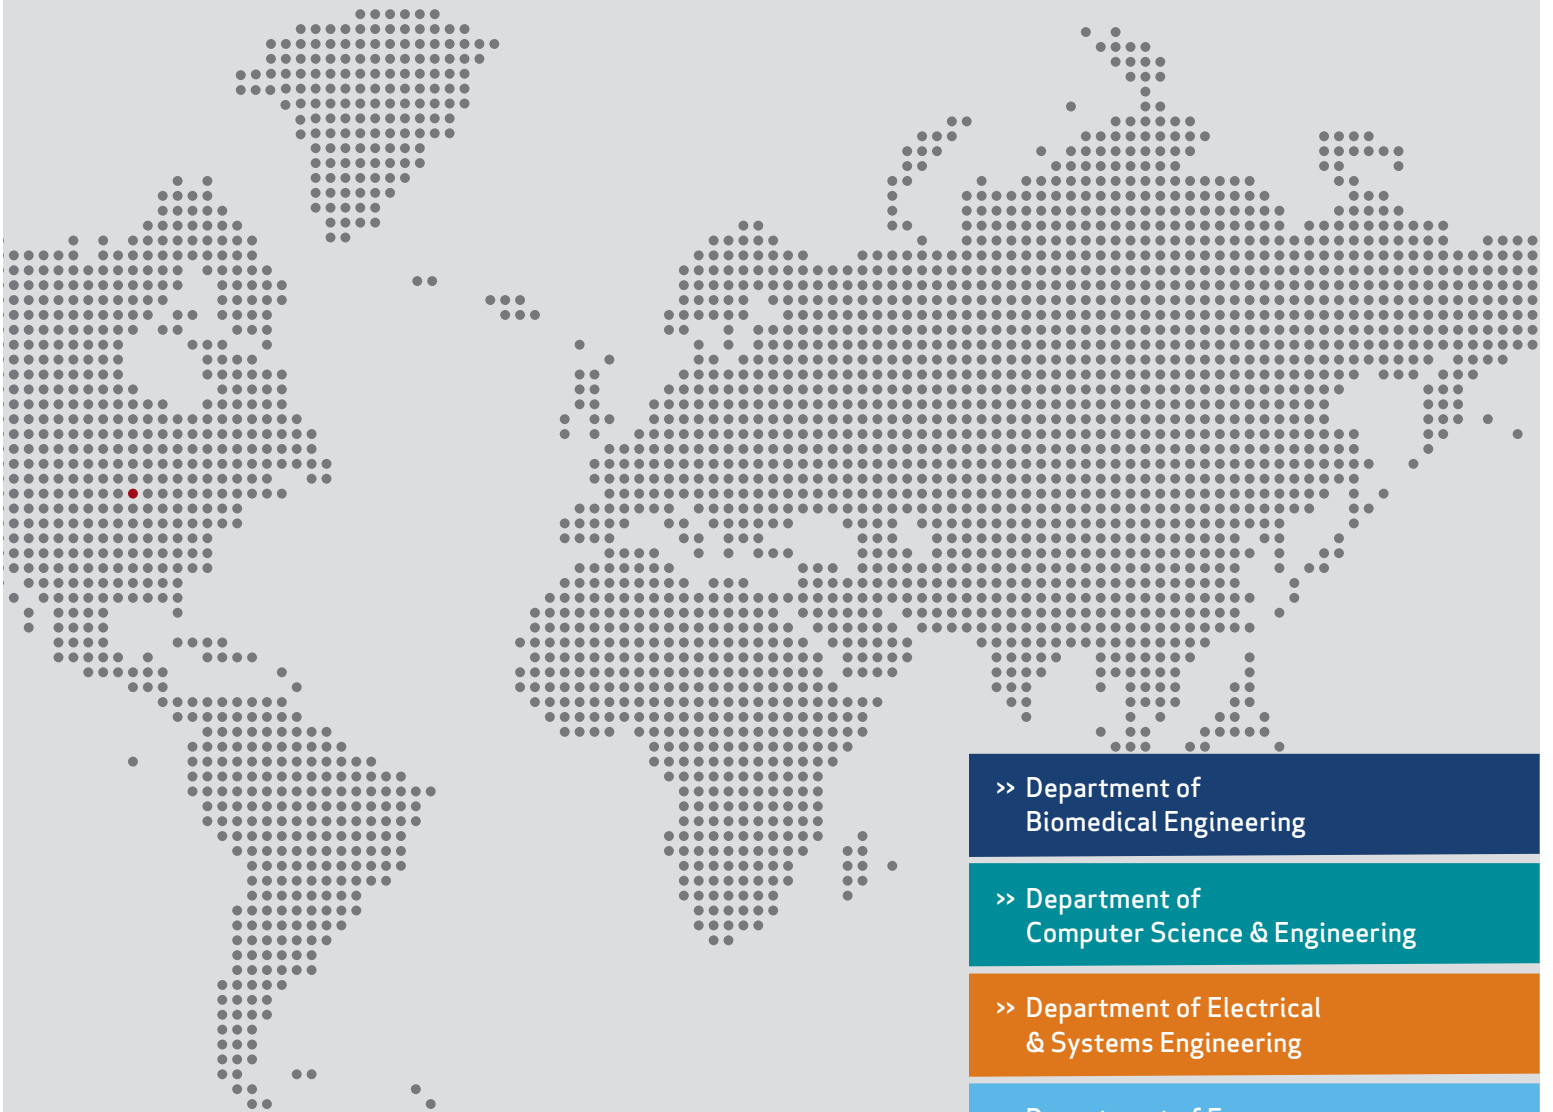 >> Department of
Biomedical Engineering
>> Department of
Computer Science & Engineering
>> Department of Electrical
& Systems Engineering